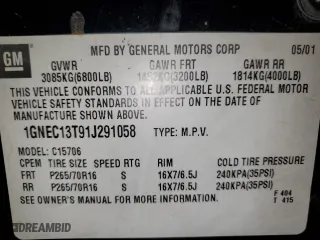 GM
MFD BY GENERAL MOTORS CORP 05/01
GVWR GAWR FRT GAWR RR
3085KG(6800LB) 1452KG(3200LB) 1814KG(4000LB)
THIS VEHICLE CONFORMS TO ALL APPLICABLE U.S. FEDERAL MOTOR
VEHICLE SAFETY STANDARDS IN EFFECT ON THE DATE OF
MANUFACTURE SHOWN ABOVE.
1GNEC13T91J291058 TYPE: M.P.V.
MODEL: C15706
CPEM TIRE SIZE SPEED RTG RIM COLD TIRE PRESSURE
FRT P265/70R16 S 16X7/6.5J 240KPA(35PSI)
RR P265/70R16 S 16X7/6.5J 240KPA(35PSI)
SEE OWNER'S MANUAL FOR MORE INFORMATION.
F 404
T 415
© DEALERBID